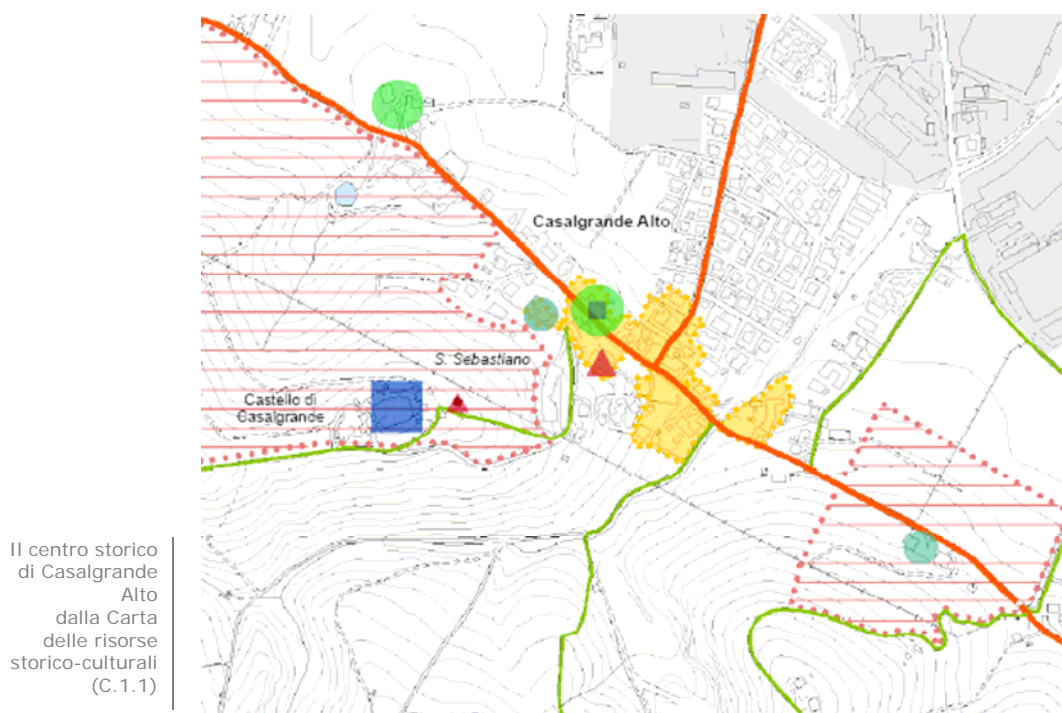 Casalgrande Alto
S. Sebastiano
Castello di
Casalgrande
Il centro storico
di Casalgrande
Alto
dalla Carta
delle risorse
storico-culturali
(C.1.1)